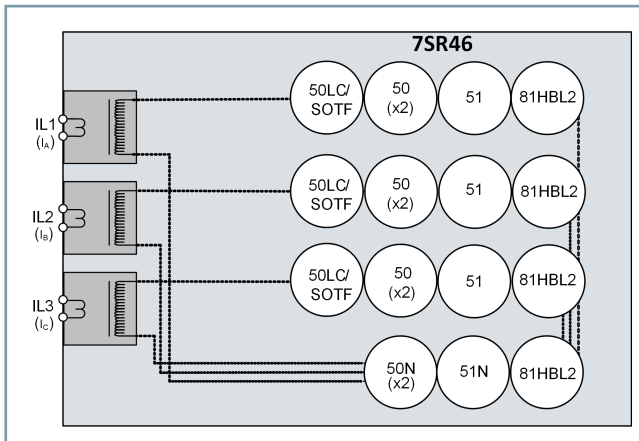 7SR46
IL1
(IA)
50LC/
SOTF
50
(x2)
51
81HBL2
IL2
(IB)
50LC/
SOTF
50
(x2)
51
81HBL2
IL3
(IC)
50LC/
SOTF
50
(x2)
51
81HBL2
50N
(x2)
51N
81HBL2